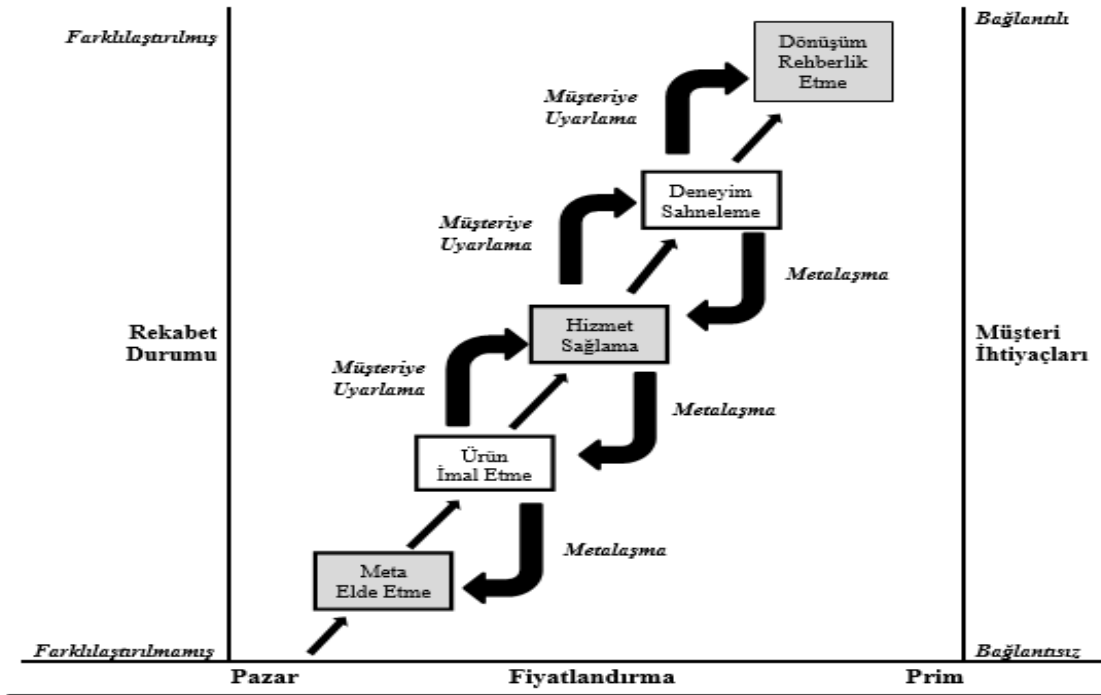 Farklılaştırılmış
Bağlantılı
Dönüşüm
Rehberlik
Etme
Müşteriye
Uyarlama
Deneyim
Sahneleme
Müşteriye
Uyarlama
Metalaşma
Hizmet
Sağlama
Rekabet
Durumu
Müşteri
İhtiyaçları
Müşteriye
Uyarlama
Metalaşma
Ürün
İmal Etme
Metalaşma
Meta
Elde Etme
Farklılaştırılmamış
Bağlantısız
Pazar
Fiyatlandırma
Prim